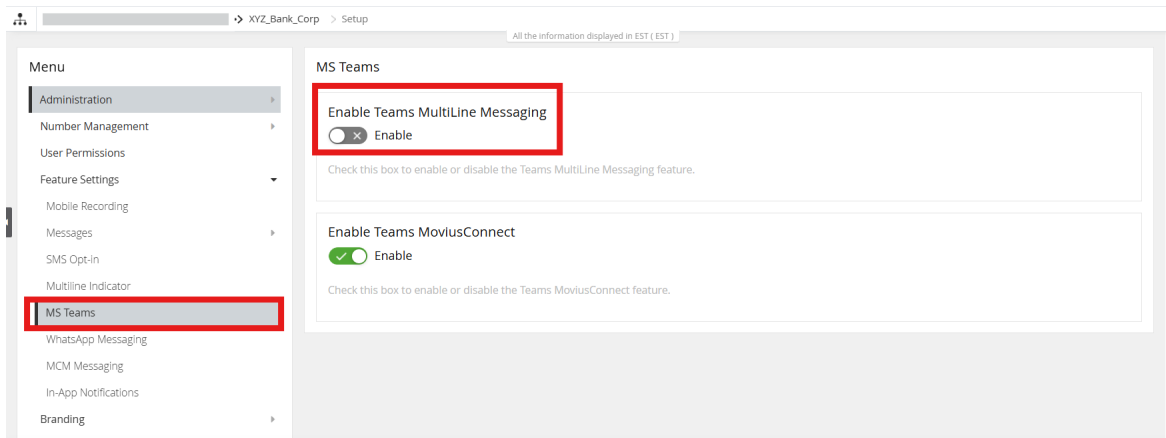 XYZ_Bank_Corp > Setup
All the information displayed in EST ( EST )
Menu
Administration
Number Management
User Permissions
Feature Settings
Mobile Recording
Messages
SMS Opt-in
Multiline Indicator
MS Teams
WhatsApp Messaging
MCM Messaging
In-App Notifications
Branding
MS Teams
Enable Teams MultiLine Messaging
Enable
Check this box to enable or disable the Teams MultiLine Messaging feature.
Enable Teams MoviusConnect
Enable
Check this box to enable or disable the Teams MoviusConnect feature.